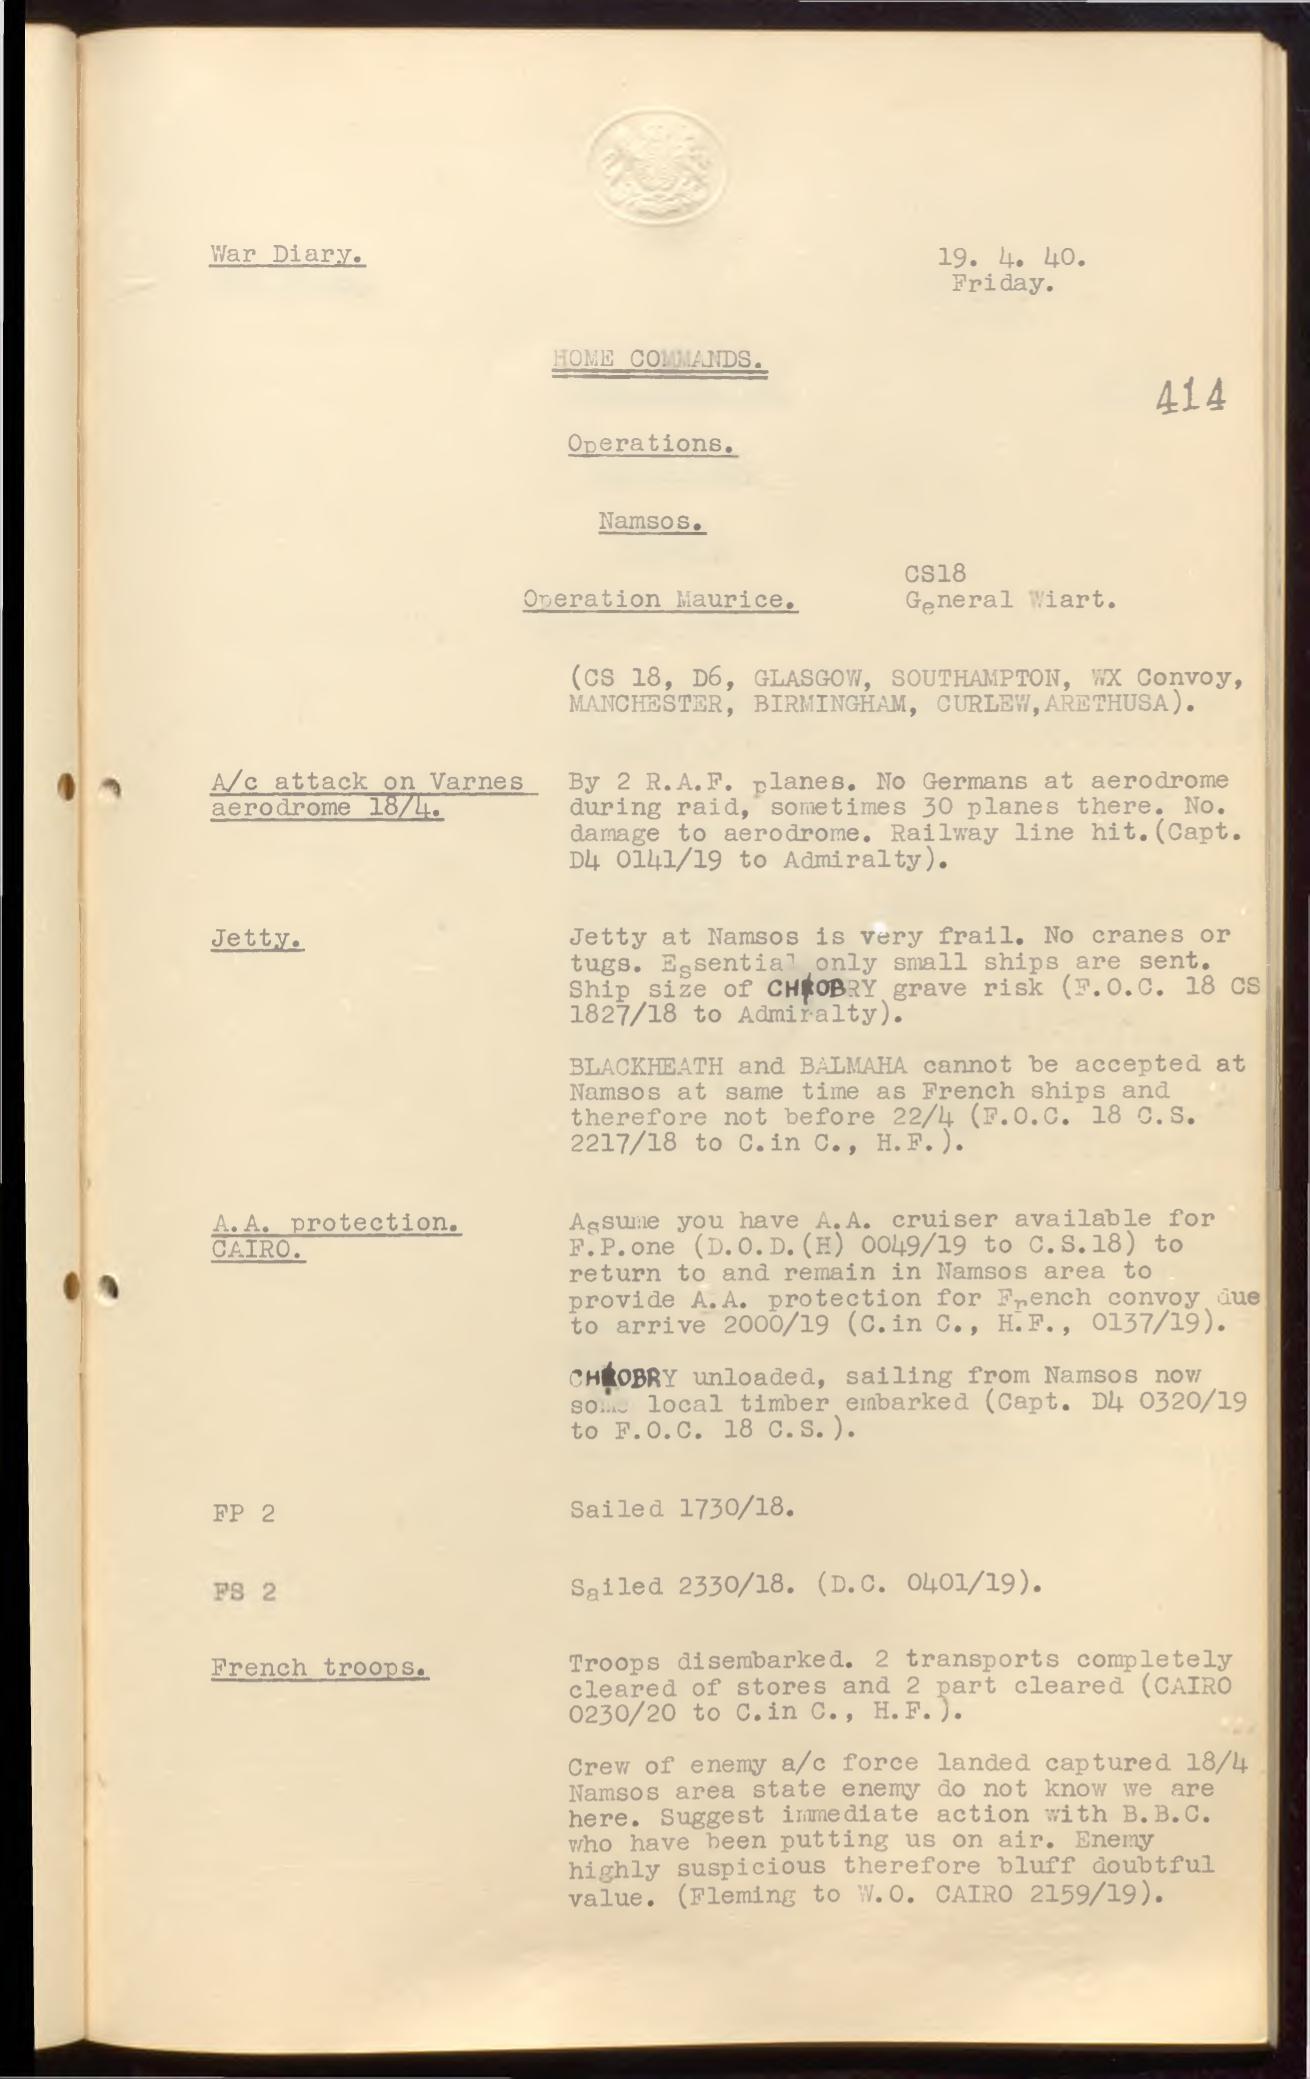 War Diary.
19. 4. 40.
Friday.
HOME COMMANDS.
414
Operations.
Namsos.
CS18
Operation Maurice. General Wiart.
(CS 18, D6, GLASGOW, SOUTHAMPTON, WX Convoy,
MANCHESTER, BIRMINGHAM, CURLEW,ARETHUSA).
A/c attack on Varnes
aerodrome 18/4.
By 2 R.A.F. planes. No Germans at aerodrome
during raid, sometimes 30 planes there. No.
damage to aerodrome. Railway line hit.(Capt.
D4 0141/19 to Admiralty).
Jetty.
Jetty at Namsos is very frail. No cranes or
tugs. Essential only small ships are sent.
Ship size of CHROBRY grave risk (F.O.C. 18 CS
1827/18 to Admiralty).
BLACKHEATH and BALMAHA cannot be accepted at
Namsos at same time as French ships and
therefore not before 22/4 (F.O.C. 18 C.S.
2217/18 to C.in C., H.F.).
A.A. protection.
CAIRO.
Assume you have A.A. cruiser available for
F.P.one (D.O.D.(H) 0049/19 to C.S.18) to
return to and remain in Namsos area to
provide A.A. protection for French convoy due
to arrive 2000/19 (C.in C., H.F., 0137/19).
CHROBRY unloaded, sailing from Namsos now
some local timber embarked (Capt. D4 0320/19
to F.O.C. 18 C.S.).
FP 2
Sailed 1730/18.
FS 2
Sailed 2330/18. (D.C. 0401/19).
French troops.
Troops disembarked. 2 transports completely
cleared of stores and 2 part cleared (CAIRO
0230/20 to C.in C., H.F.).
Crew of enemy a/c force landed captured 18/4
Namsos area state enemy do not know we are
here. Suggest immediate action with B.B.C.
who have been putting us on air. Enemy
highly suspicious therefore bluff doubtful
value. (Fleming to W.O. CAIRO 2159/19).